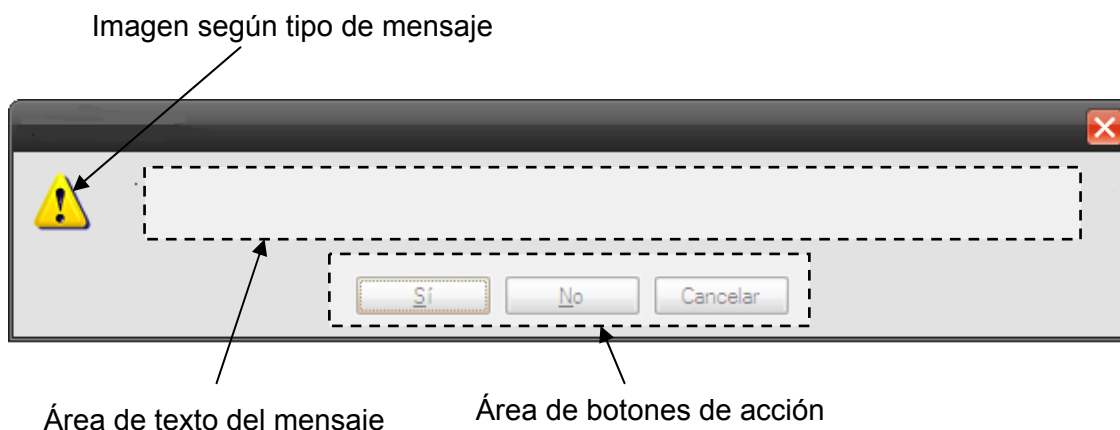 Imagen según tipo de mensaje
Sí No Cancelar
Área de texto del mensaje
Área de botones de acción